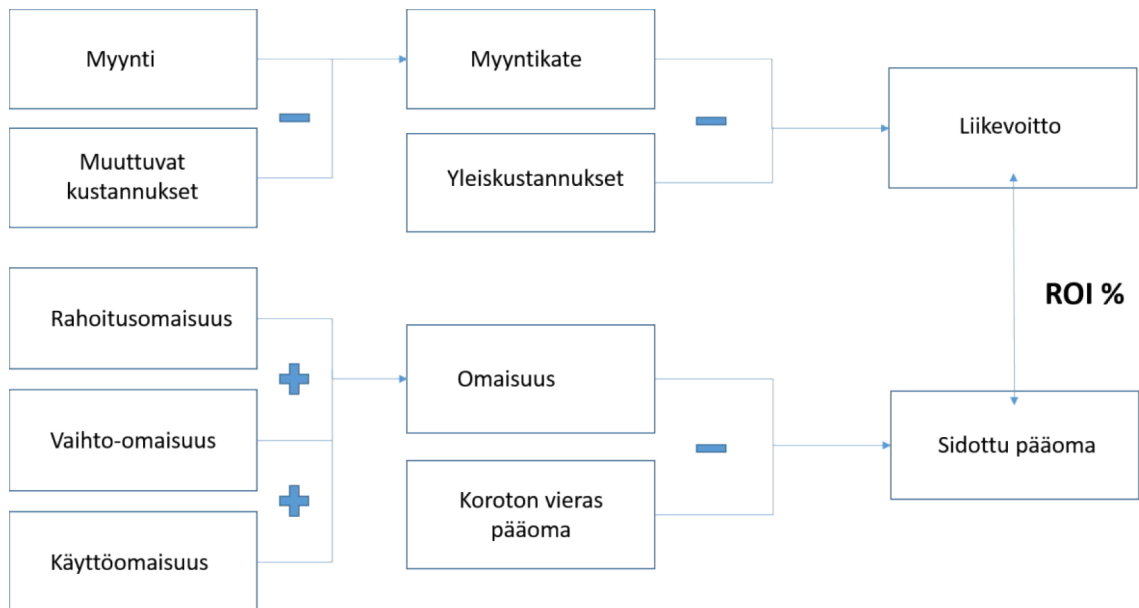 Myynti
Myyntikate
Muuttuvat
kustannukset
Yleiskustannukset
Liikevoitto
ROI %
Rahoitusomaisuus
Vaihto-omaisuus
Käyttöomaisuus
Omaisuus
Koroton vieras
pääoma
Sidottu pääoma